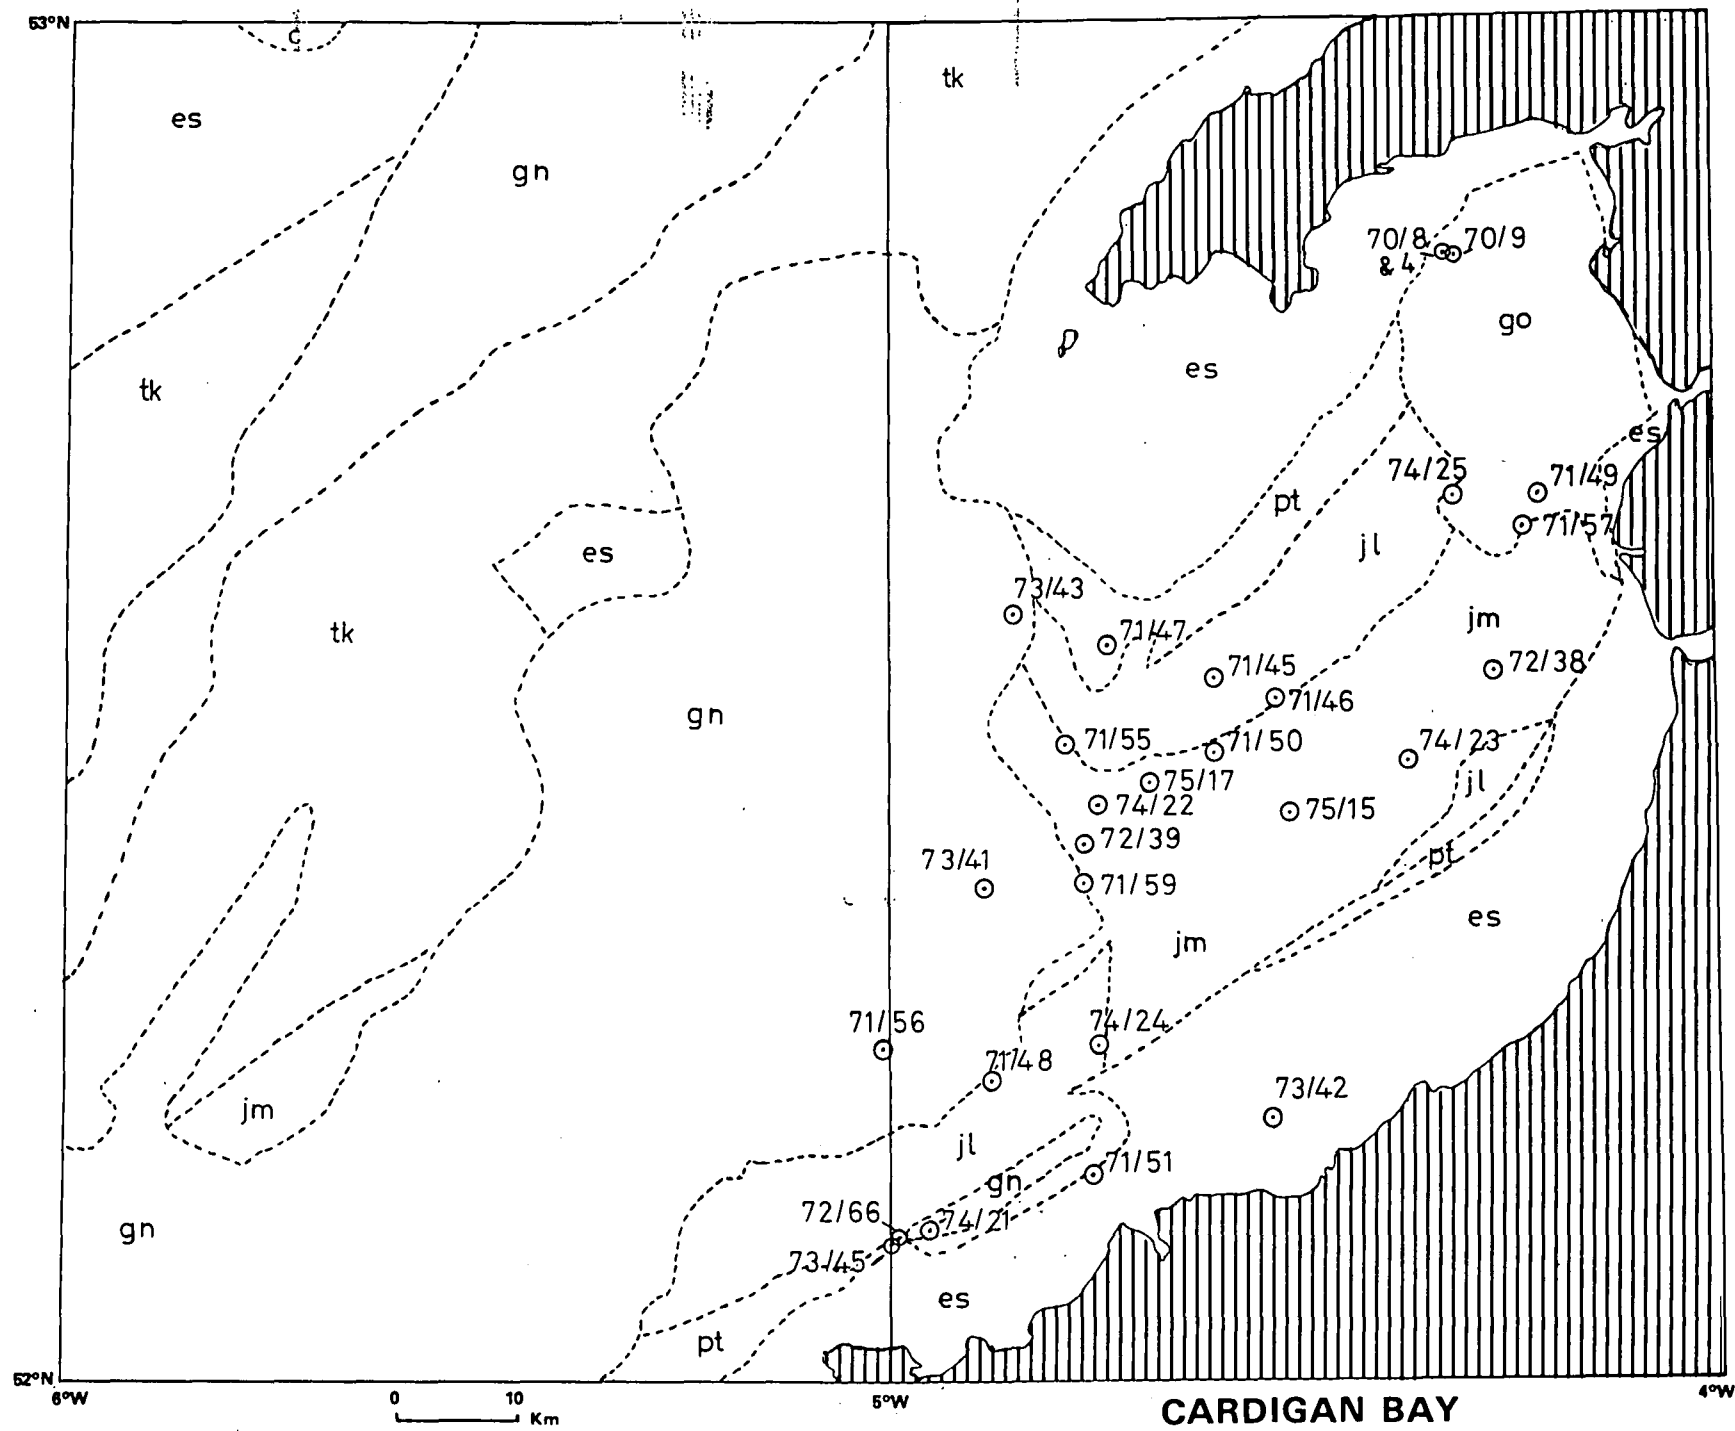 53°N
c
tk
es
gn
70/8 70/9
& 4
go
es
tk
es
74/25
71/49
pt
71/57
jl
es
73/43
jm
tk
71/47
72/38
71/45
71/46
gn
71/55
71/50
74/23
75/17
jl
74/22
75/15
72/39
pt
73/41
71/59
es
jm
71/56
74/24
71/48
73/42
jm
jl
71/51
gn
72/66
74/21
gn
73/45
es
pt
52°N
6°W
0 10
Km
5°W
4°W
CARDIGAN BAY